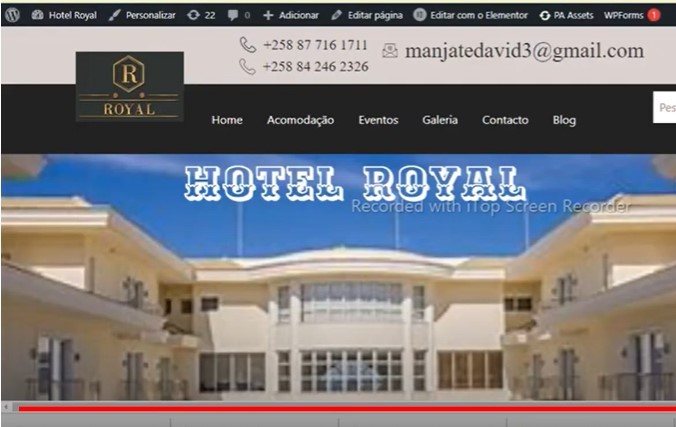 Hotel Royal Personalizar 22 0 Adicionar Editar página Editar com o Elementor PA Assets WPForms 1
+258 87 716 1711
manjatedavid3@gmail.com
+258 84 246 2326
R
ROYAL
Home Acomodação Eventos Galeria Contacto Blog
Pes
HOTEL ROYAL
Recorded with iTop Screen Recorder